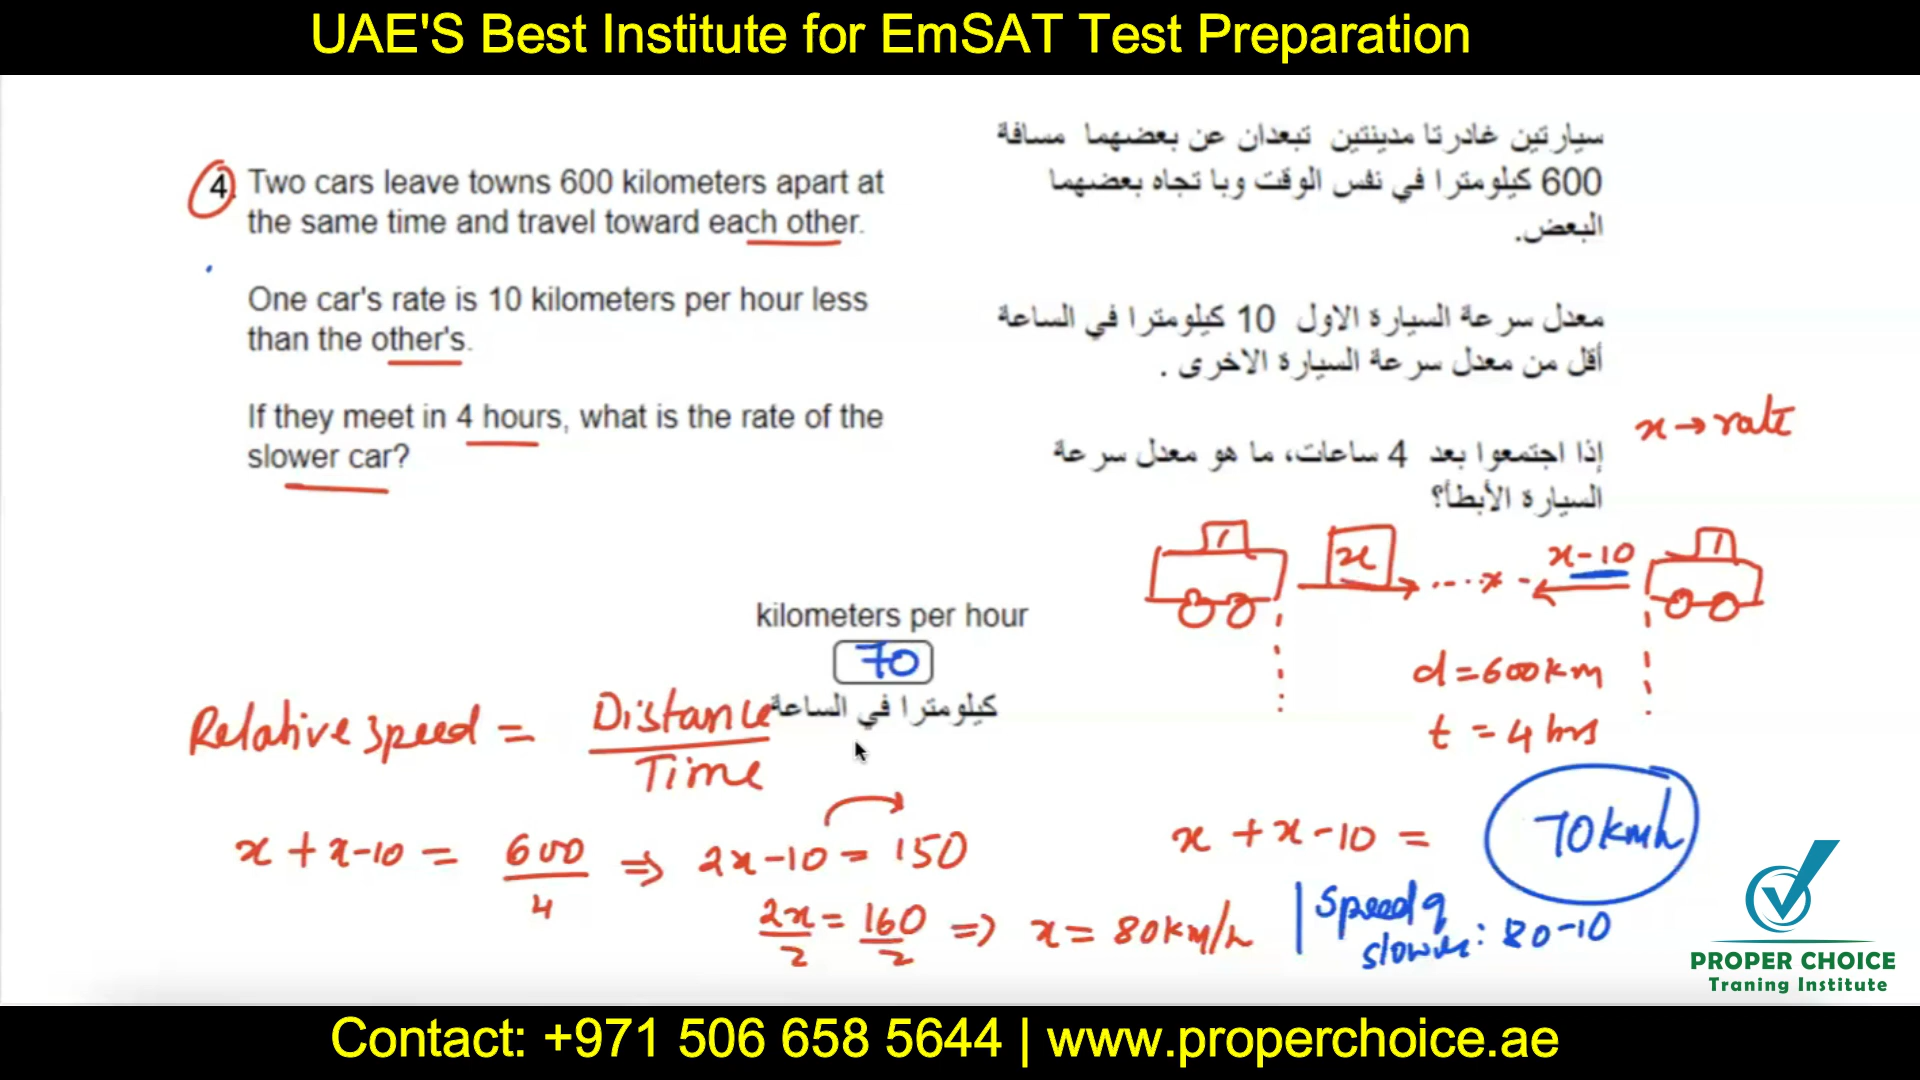 UAE'S Best Institute for EmSAT Test Preparation
4. Two cars leave towns 600 kilometers apart at
the same time and travel toward each other.
One car's rate is 10 kilometers per hour less
than the other's.
If they meet in 4 hours, what is the rate of the
slower car?
سيارتين غادرتا مدينتين تبعدان عن بعضهما مسافة
600 كيلومترا في نفس الوقت وبا تجاه بعضهما
البعض.
معدل سرعة السيارة الاول 10 كيلومترا في الساعة
أقل من معدل سرعة السيارة الاخرى .
إذا اجتمعوا بعد 4 ساعات، ما هو معدل سرعة
السيارة الأبطأ؟
x → rate
x
x-10
d = 600km
t = 4 hrs
kilometers per hour
70
كيلومترا في الساعة
Relative speed = Distance
Time
x + x-10 = 600 ⇒ 2x-10 = 150
4
2x = 160 ⇒ x = 80km/h
2 2
x + x-10 =
70kmh
Speed of
slower: 80-10
PROPER CHOICE
Traning Institute
Contact: +971 506 658 5644 | www.properchoice.ae